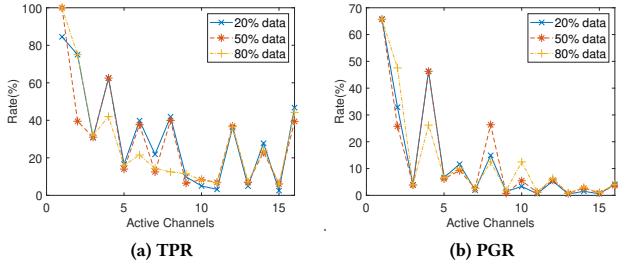 100
80
60
40
20
0
Rate(%)
0
5
10
15
Active Channels
20% data
50% data
80% data
(a) TPR
70
60
50
40
30
20
10
0
Rate(%)
0
5
10
15
Active Channels
20% data
50% data
80% data
(b) PGR